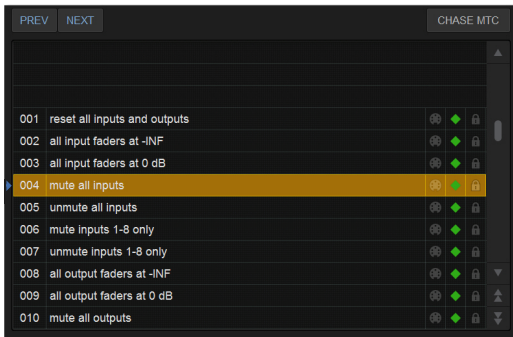 PREV NEXT CHASE MTC
001 reset all inputs and outputs
002 all input faders at -INF
003 all input faders at 0 dB
004 mute all inputs
005 unmute all inputs
006 mute inputs 1-8 only
007 unmute inputs 1-8 only
008 all output faders at -INF
009 all output faders at 0 dB
010 mute all outputs